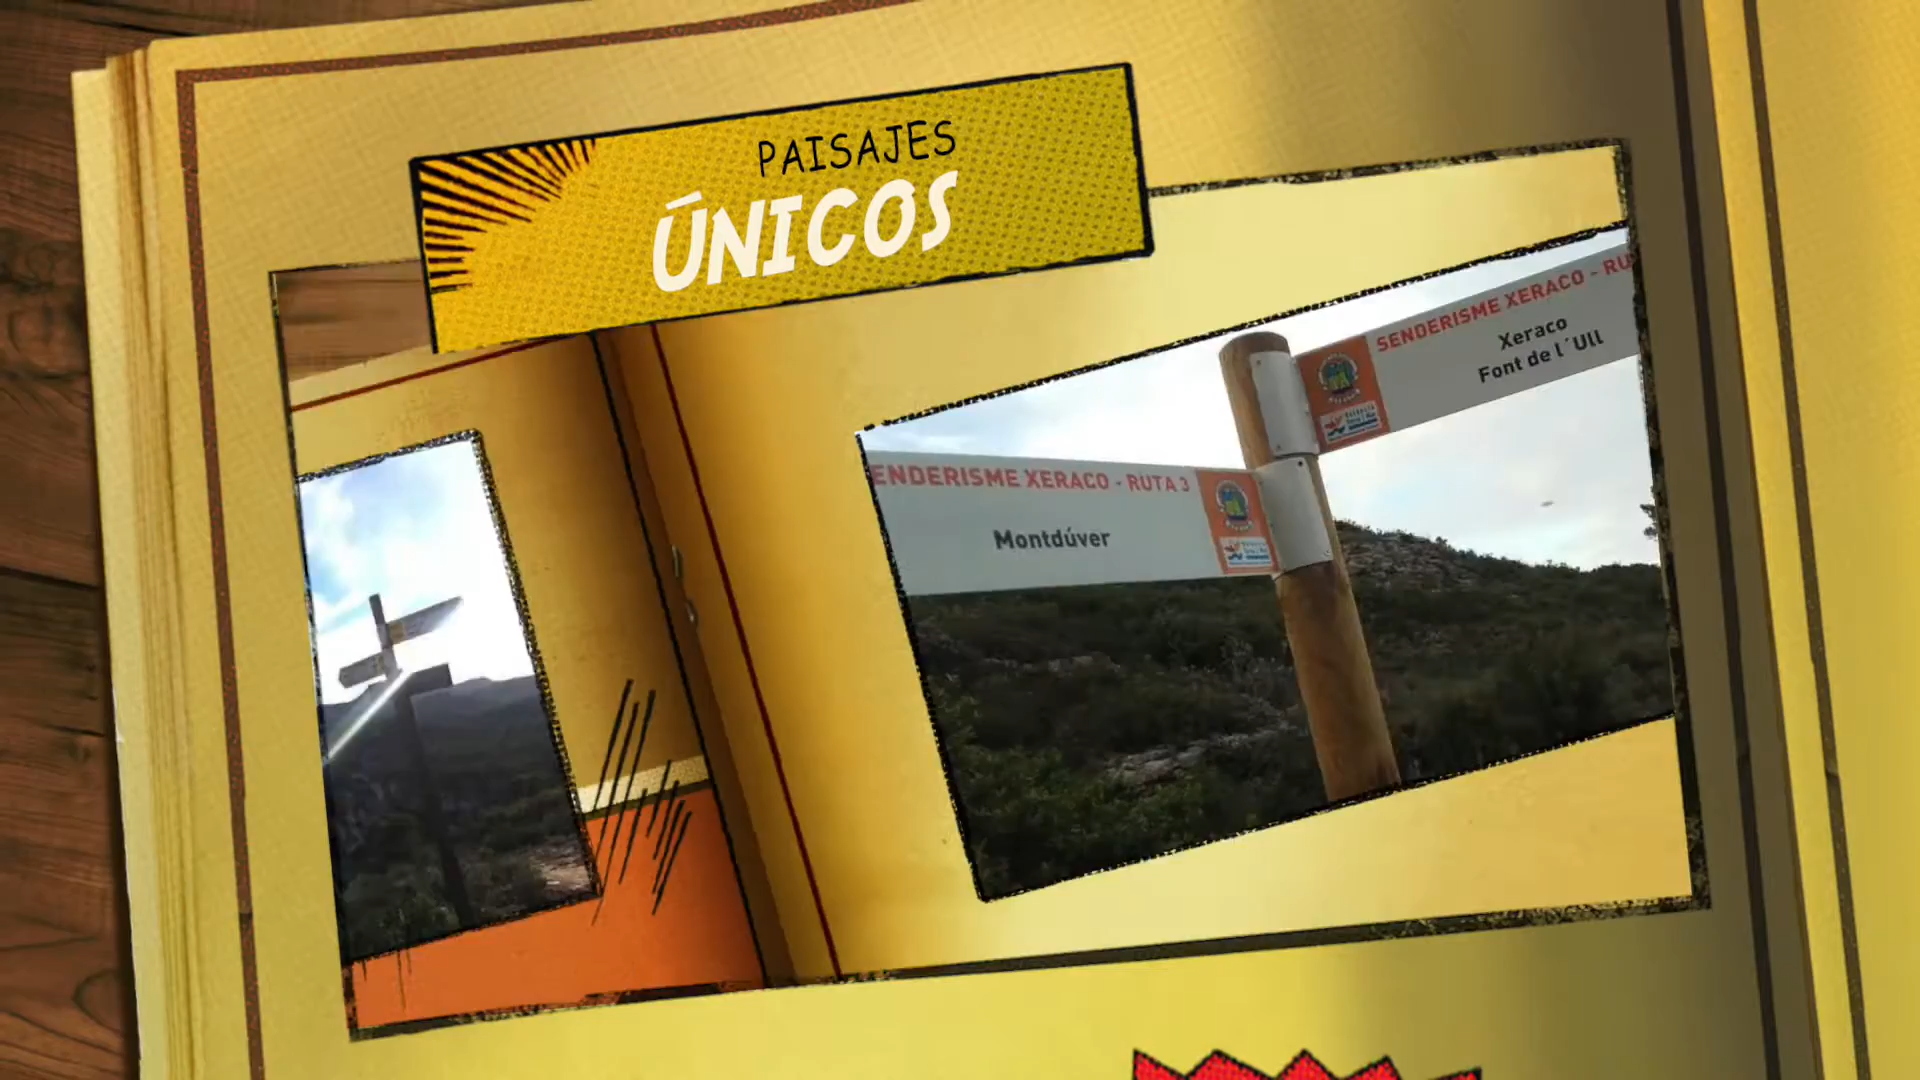 PAISAJES
ÚNICOS
SENDERISME XERACO - RU
Xeraco
Font de l´Ull
ENDERISME XERACO - RUTA 3
Montdúver